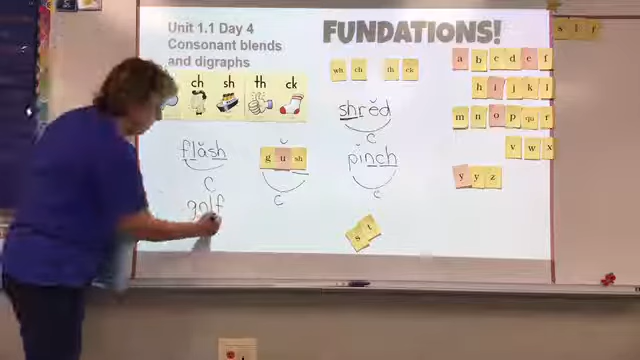 Unit 1.1 Day 4
Consonant blends
and digraphs
FUNDATIONS!
ch sh th ck
wh ch th ck
a b c d e f
h i j k l
m n o p qu r
v w x
y y z
s l f
shrĕd
c
flăsh
c
g u sh
c
pinch
c
golf
s t